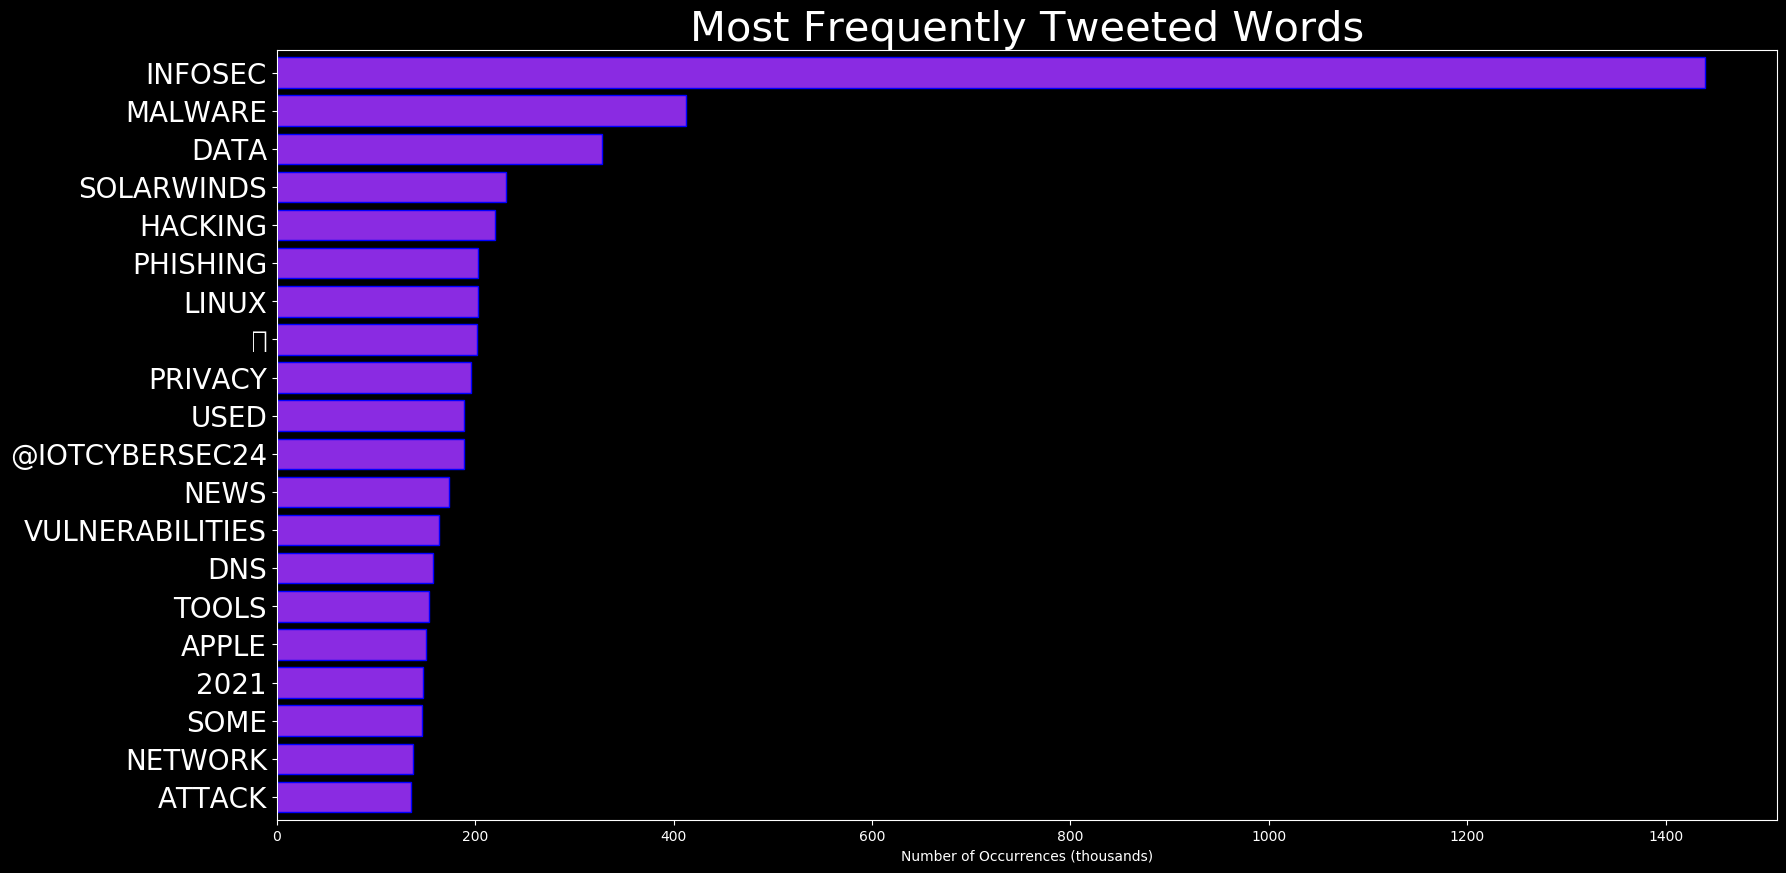 Most Frequently Tweeted Words
INFOSEC
MALWARE
DATA
SOLARWINDS
HACKING
PHISHING
LINUX
PRIVACY
USED
@IOTCYBERSEC24
NEWS
VULNERABILITIES
DNS
TOOLS
APPLE
2021
SOME
NETWORK
ATTACK
0 200 400 600 800 1000 1200 1400
Number of Occurrences (thousands)